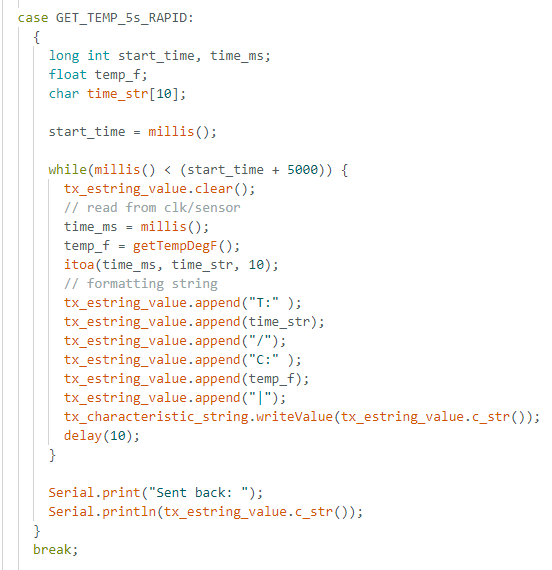 case GET_TEMP_5s_RAPID:
{
long int start_time, time_ms;
float temp_f;
char time_str[10];
start_time = millis();
while(millis() < (start_time + 5000)) {
tx_estring_value.clear();
// read from clk/sensor
time_ms = millis();
temp_f = getTempDegF();
itoa(time_ms, time_str, 10);
// formatting string
tx_estring_value.append("T:" );
tx_estring_value.append(time_str);
tx_estring_value.append("/");
tx_estring_value.append("C:" );
tx_estring_value.append(temp_f);
tx_estring_value.append("|");
tx_characteristic_string.writeValue(tx_estring_value.c_str());
delay(10);
}
Serial.print("Sent back: ");
Serial.println(tx_estring_value.c_str());
}
break;